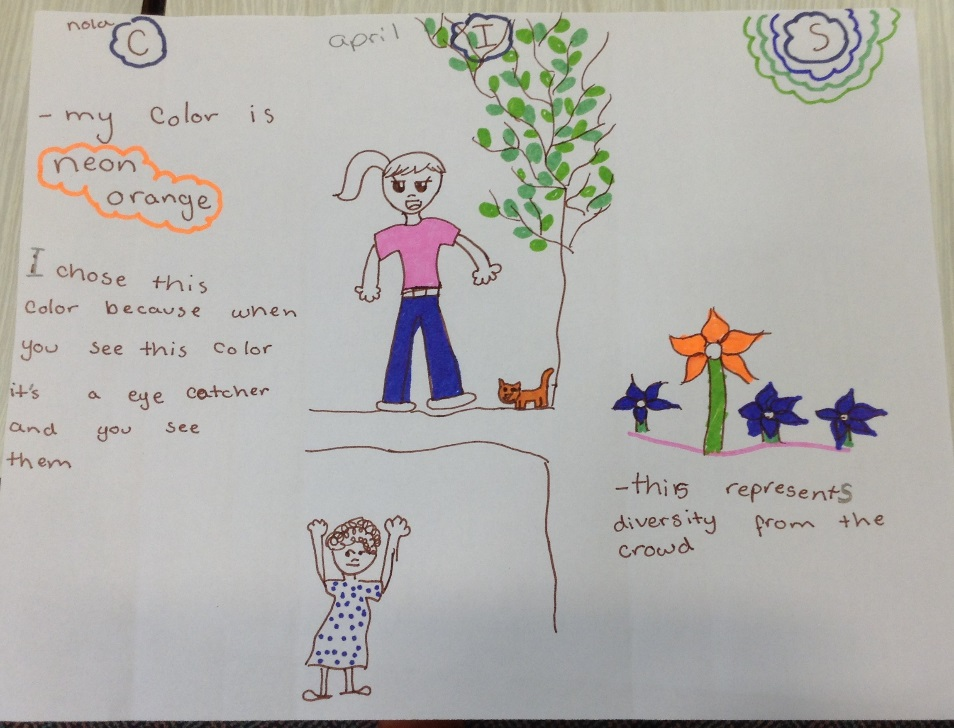 nola
C
- my color is
neon
orange
I chose this
color because when
you see this color
it's a eye catcher
and you see
them
april
I
S
- this represents
diversity from the
crowd